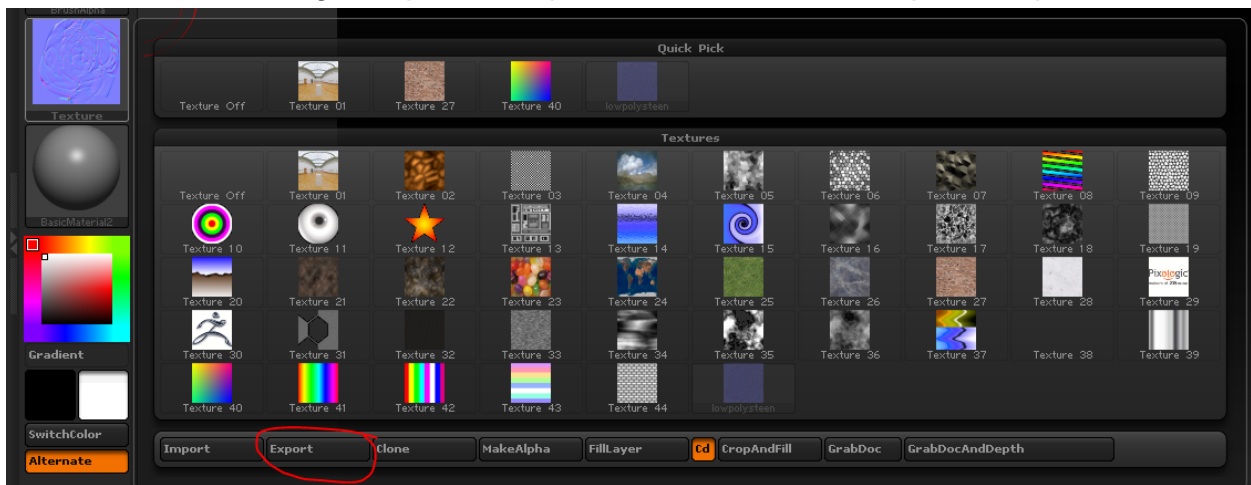 BrushAlpha
Quick Pick
Texture Off Texture 01 Texture 27 Texture 40 lowpolysteen
Texture
Textures
Texture Off Texture 01 Texture 02 Texture 03 Texture 04 Texture 05 Texture 06 Texture 07 Texture 08 Texture 09
BasicMaterial2
Texture 10 Texture 11 Texture 12 Texture 13 Texture 14 Texture 15 Texture 16 Texture 17 Texture 18 Texture 19
Pixologic
Texture 20 Texture 21 Texture 22 Texture 23 Texture 24 Texture 25 Texture 26 Texture 27 Texture 28 Texture 29
Texture 30 Texture 31 Texture 32 Texture 33 Texture 34 Texture 35 Texture 36 Texture 37 Texture 38 Texture 39
Gradient
Texture 40 Texture 41 Texture 42 Texture 43 Texture 44 lowpolysteen
SwitchColor
Alternate
Import Export Clone MakeAlpha FillLayer Cd CropAndFill GrabDoc GrabDocAndDepth